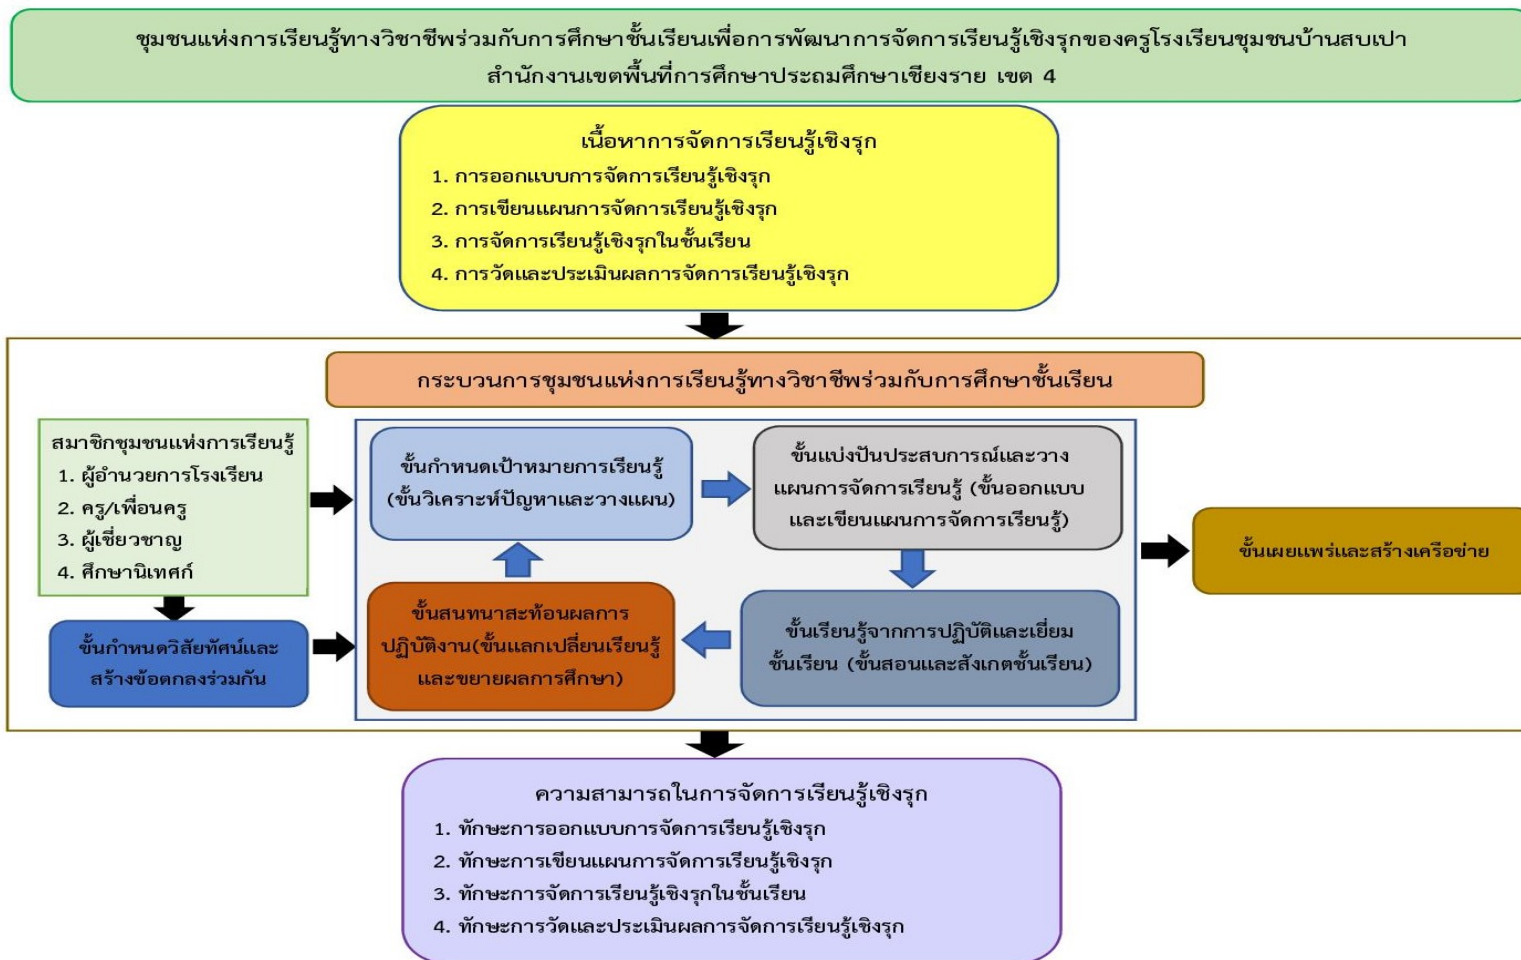 ชุมชนแห่งการเรียนรู้ทางวิชาชีพร่วมกับการศึกษาชั้นเรียนเพื่อการพัฒนาการจัดการเรียนรู้เชิงรุกของครูโรงเรียนชุมชนบ้านสบเปา
สำนักงานเขตพื้นที่การศึกษาประถมศึกษาเชียงราย เขต 4
เนื้อหาการจัดการเรียนรู้เชิงรุก
1. การออกแบบการจัดการเรียนรู้เชิงรุก
2. การเขียนแผนการจัดการเรียนรู้เชิงรุก
3. การจัดการเรียนรู้เชิงรุกในชั้นเรียน
4. การวัดและประเมินผลการจัดการเรียนรู้เชิงรุก
กระบวนการชุมชนแห่งการเรียนรู้ทางวิชาชีพร่วมกับการศึกษาชั้นเรียน
สมาชิกชุมชนแห่งการเรียนรู้
1. ผู้อำนวยการโรงเรียน
2. ครู/เพื่อนครู
3. ผู้เชี่ยวชาญ
4. ศึกษานิเทศก์
ขั้นกำหนดวิสัยทัศน์และ
สร้างข้อตกลงร่วมกัน
ขั้นกำหนดเป้าหมายการเรียนรู้
(ขั้นวิเคราะห์ปัญหาและวางแผน)
ขั้นแบ่งปันประสบการณ์และวาง
แผนการจัดการเรียนรู้ (ขั้นออกแบบ
และเขียนแผนการจัดการเรียนรู้)
ขั้นสนทนาสะท้อนผลการ
ปฏิบัติงาน(ขั้นแลกเปลี่ยนเรียนรู้
และขยายผลการศึกษา)
ขั้นเรียนรู้จากการปฏิบัติและเยี่ยม
ชั้นเรียน (ขั้นสอนและสังเกตชั้นเรียน)
ขั้นเผยแพร่และสร้างเครือข่าย
ความสามารถในการจัดการเรียนรู้เชิงรุก
1. ทักษะการออกแบบการจัดการเรียนรู้เชิงรุก
2. ทักษะการเขียนแผนการจัดการเรียนรู้เชิงรุก
3. ทักษะการจัดการเรียนรู้เชิงรุกในชั้นเรียน
4. ทักษะการวัดและประเมินผลการจัดการเรียนรู้เชิงรุก